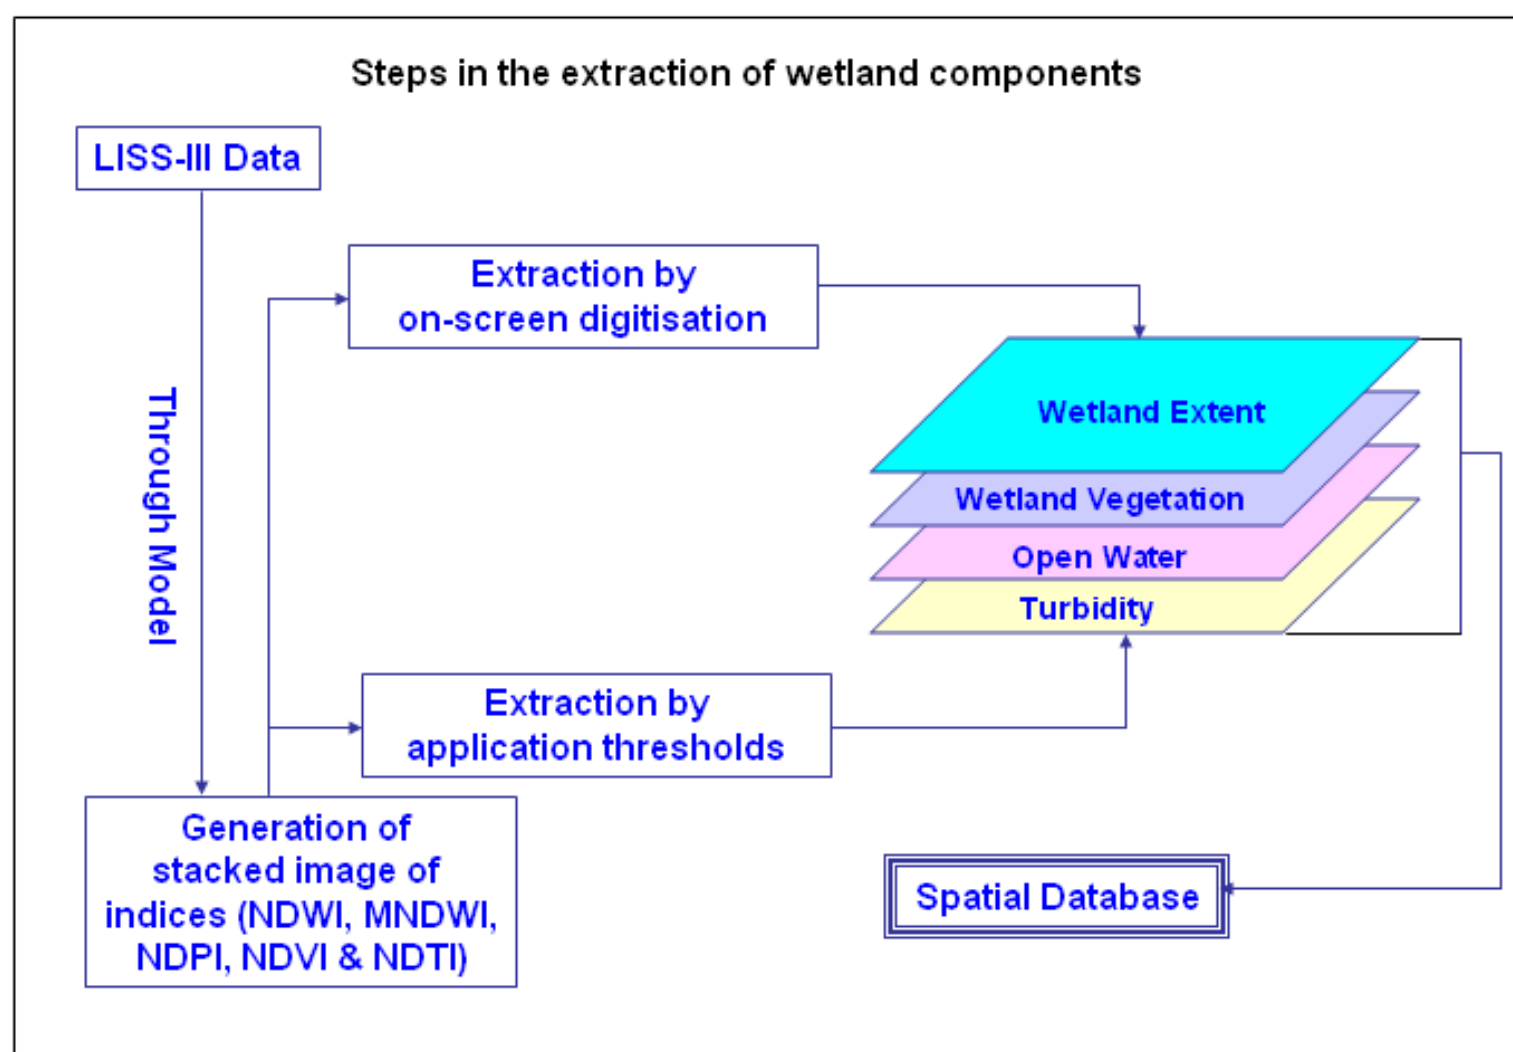 Steps in the extraction of wetland components
LISS-III Data
Through Model
Extraction by
on-screen digitisation
Wetland Extent
Wetland Vegetation
Open Water
Turbidity
Extraction by
application thresholds
Generation of
stacked image of
indices (NDWI, MNDWI,
NDPI, NDVI & NDTI)
Spatial Database